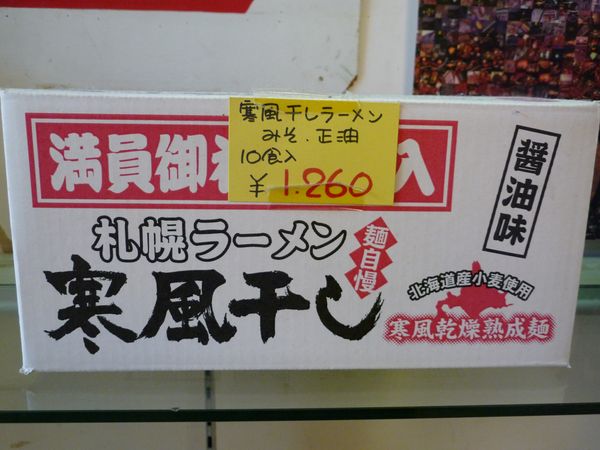 寒風干しラーメン
みそ.正油
10食入
¥1.260
満員御礼
入
醤油味
札幌ラーメン
麺自慢
寒風干し
北海道産小麦使用
寒風乾燥熟成麺